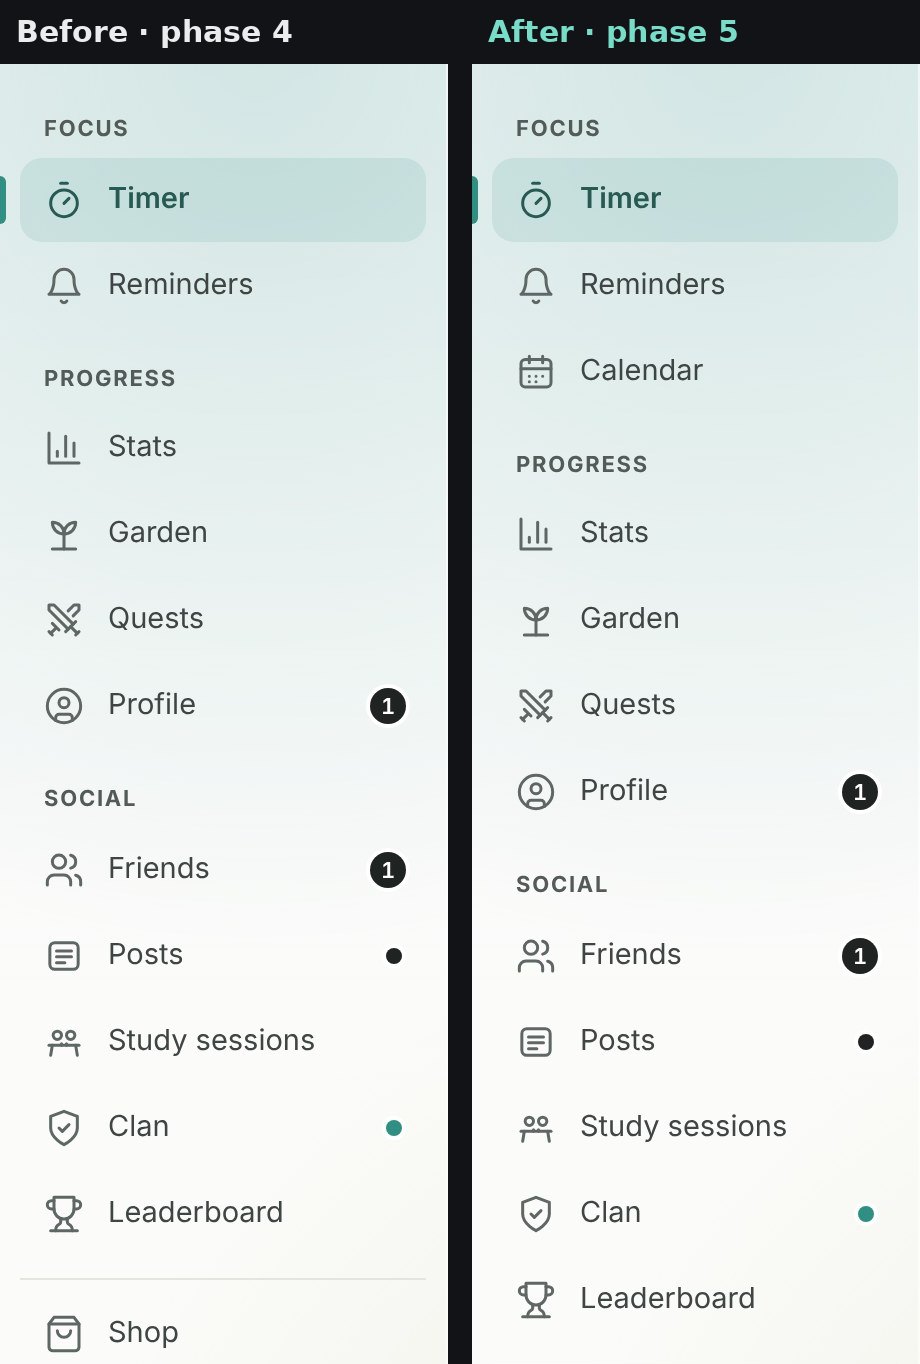 Before · phase 4
FOCUS
Timer
Reminders
PROGRESS
Stats
Garden
Quests
Profile 1
SOCIAL
Friends 1
Posts
Study sessions
Clan
Leaderboard
Shop
After · phase 5
FOCUS
Timer
Reminders
Calendar
PROGRESS
Stats
Garden
Quests
Profile 1
SOCIAL
Friends 1
Posts
Study sessions
Clan
Leaderboard